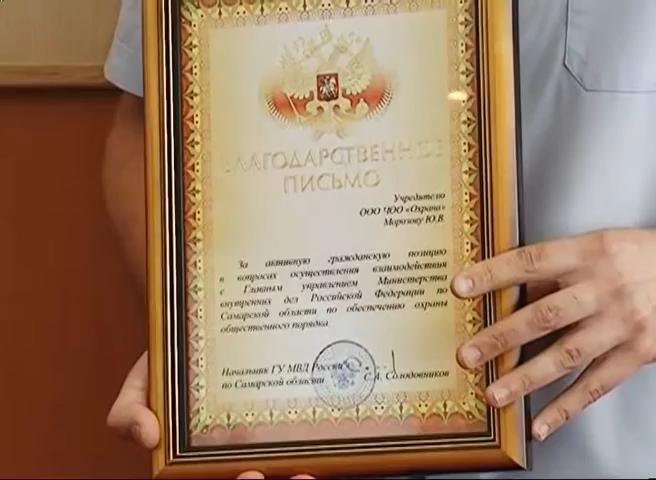 БЛАГОДАРСТВЕННОЕ
ПИСЬМО
Учредителю
ООО ЧОО «Охрана»
Морозову Ю.В.
За активную гражданскую позицию
в вопросах осуществления взаимодействия
с Главным управлением Министерства
внутренних дел Российской Федерации по
Самарской области по обеспечению охраны
общественного порядка.
Начальник ГУ МВД России
по Самарской области
С.А. Солодовников